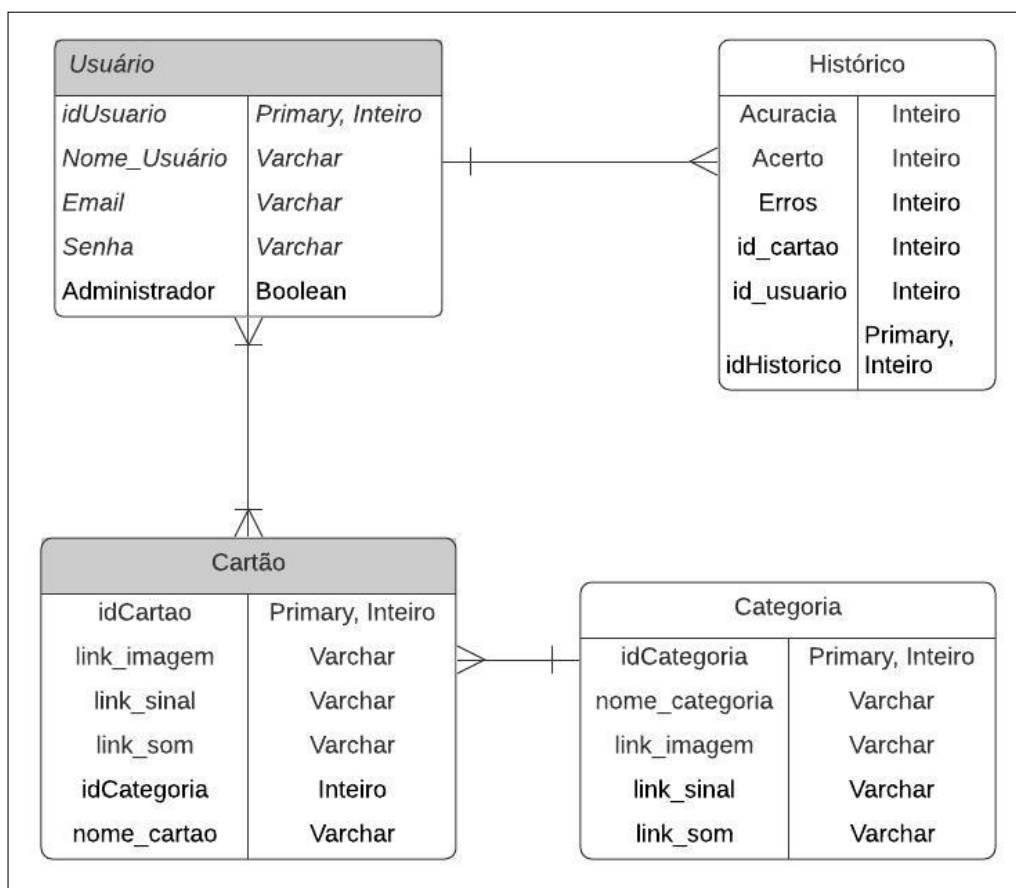 Usuário
idUsuario Primary, Inteiro
Nome_Usuário Varchar
Email Varchar
Senha Varchar
Administrador Boolean
Histórico
Acuracia Inteiro
Acerto Inteiro
Erros Inteiro
id_cartao Inteiro
id_usuario Inteiro
idHistorico Primary,
Inteiro
Cartão
idCartao Primary, Inteiro
link_imagem Varchar
link_sinal Varchar
link_som Varchar
idCategoria Inteiro
nome_cartao Varchar
Categoria
idCategoria Primary, Inteiro
nome_categoria Varchar
link_imagem Varchar
link_sinal Varchar
link_som Varchar